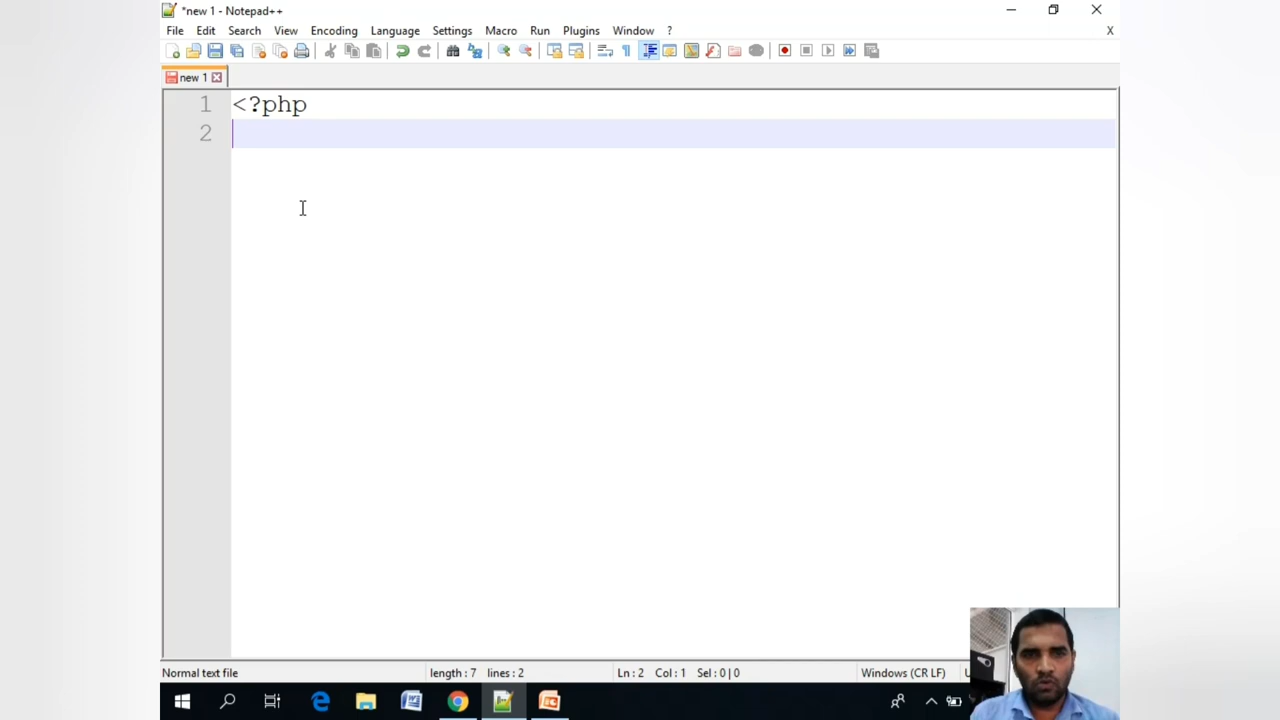 *new 1 - Notepad++
File Edit Search View Encoding Language Settings Macro Run Plugins Window ? X
new 1
1 <?php
2
Normal text file length : 7 lines : 2 Ln : 2 Col : 1 Sel : 0 | 0 Windows (CR LF)